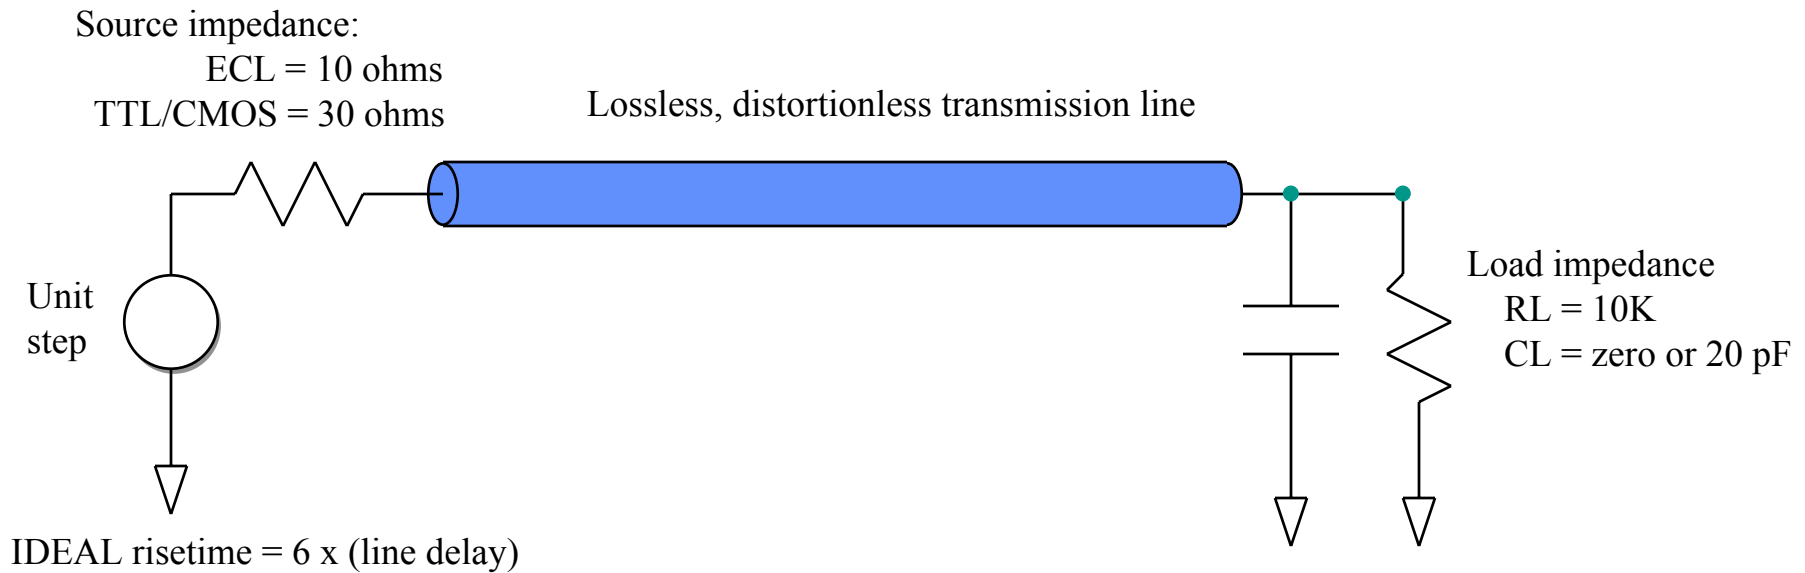 Source impedance:
ECL = 10 ohms
TTL/CMOS = 30 ohms
Lossless, distortionless transmission line
Unit
step
Load impedance
RL = 10K
CL = zero or 20 pF
IDEAL risetime = 6 x (line delay)